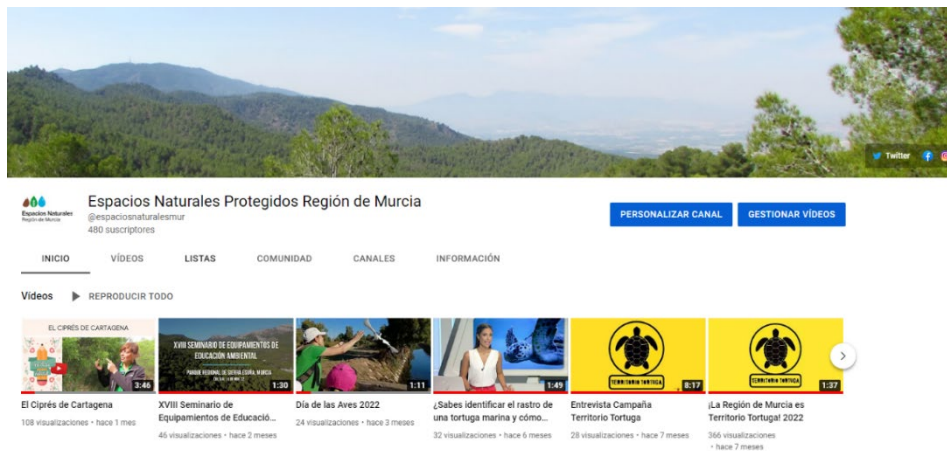 Twitter
Espacios Naturales
Región de Murcia
Espacios Naturales Protegidos Región de Murcia
@espaciosnaturalesmur
480 suscriptores
PERSONALIZAR CANAL
GESTIONAR VÍDEOS
INICIO VÍDEOS LISTAS COMUNIDAD CANALES INFORMACIÓN
Vídeos REPRODUCIR TODO
EL CIPRÉS DE CARTAGENA
3:46
XVIII SEMINARIO DE EQUIPAMIENTOS DE
EDUCACIÓN AMBIENTAL
PARQUE REGIONAL DE SIERRA ESPUÑA, MURCIA
1:30
1:11
1:49
TERRITORIO TORTUGA
8:17
TERRITORIO TORTUGA
1:37
El Ciprés de Cartagena
108 visualizaciones • hace 1 mes
XVIII Seminario de
Equipamientos de Educació...
46 visualizaciones • hace 2 meses
Día de las Aves 2022
24 visualizaciones • hace 3 meses
¿Sabes identificar el rastro de
una tortuga marina y cómo...
32 visualizaciones • hace 6 meses
Entrevista Campaña
Territorio Tortuga
28 visualizaciones • hace 7 meses
¡La Región de Murcia es
Territorio Tortuga! 2022
366 visualizaciones
• hace 7 meses